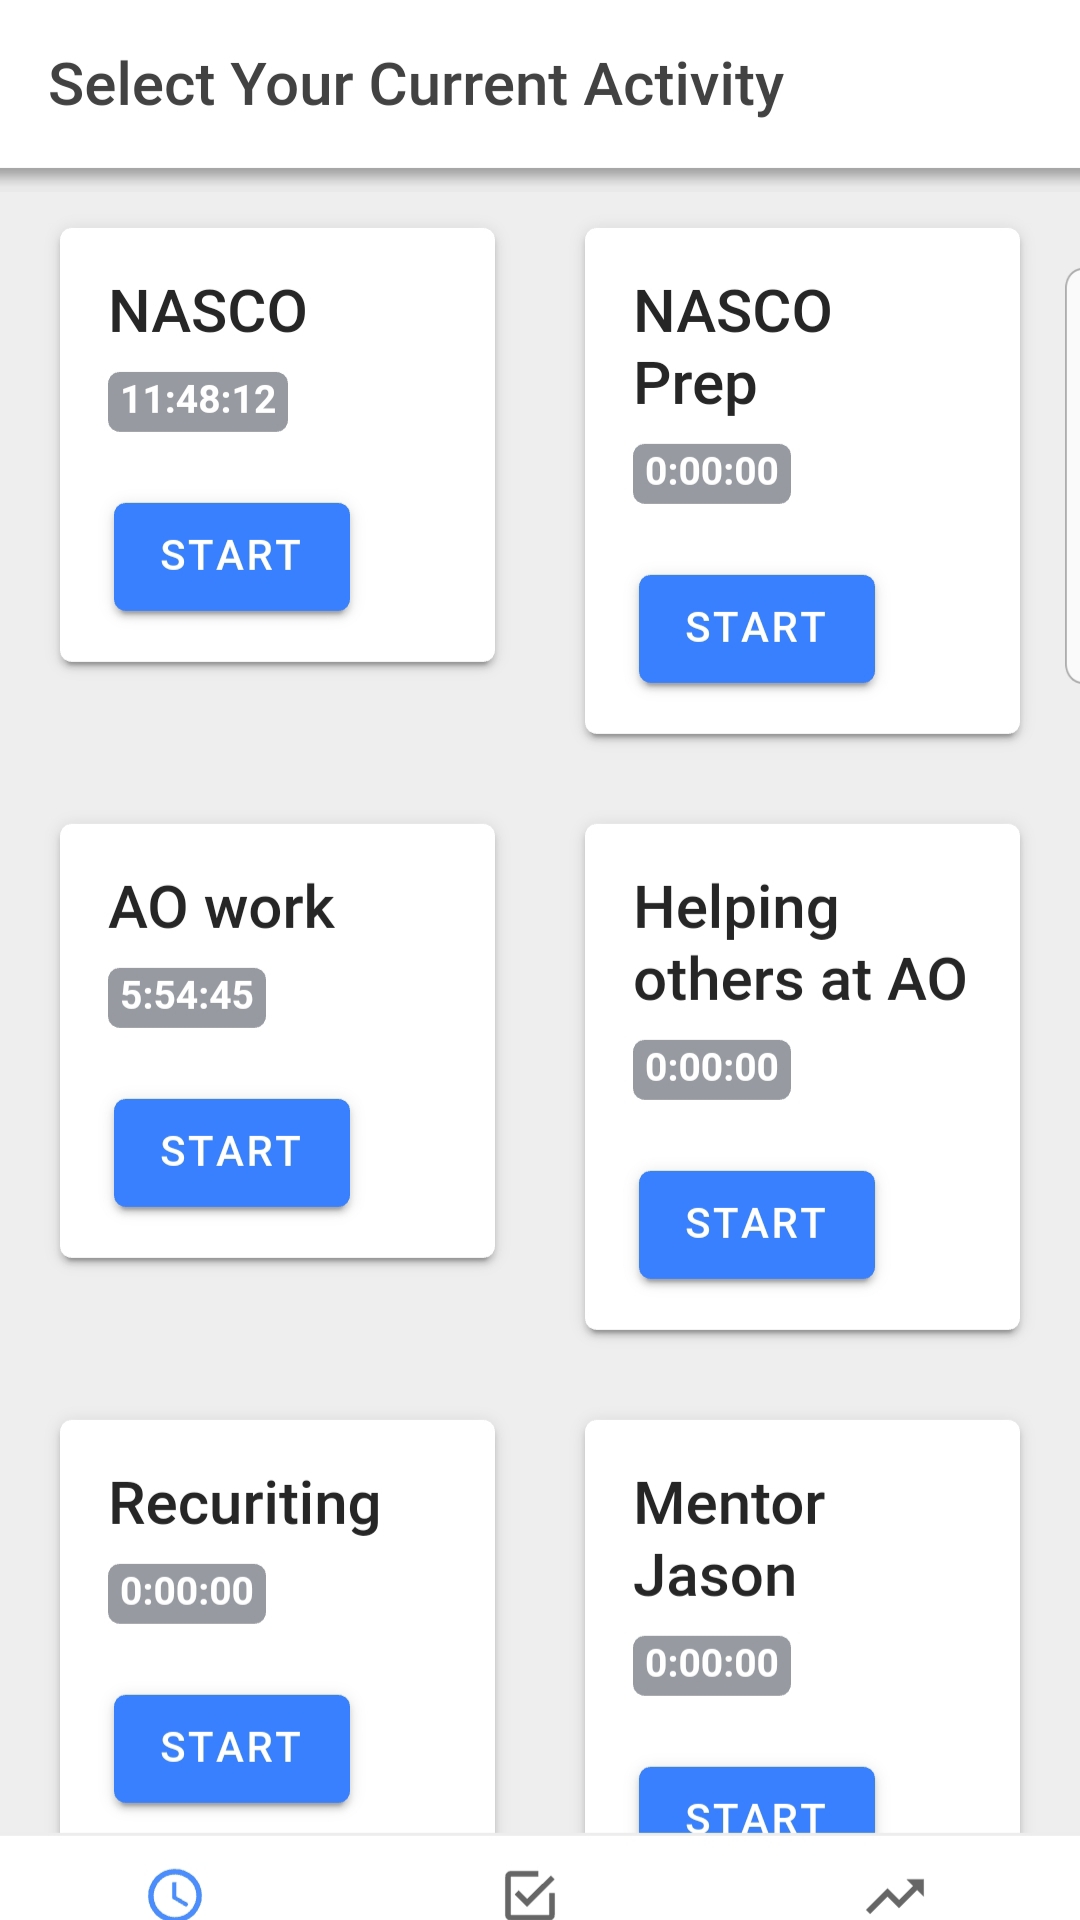 Select Your Current Activity
NASCO
11:48:12
START
NASCO
Prep
0:00:00
START
AO work
5:54:45
START
Helping
others at AO
0:00:00
START
Recuriting
0:00:00
START
Mentor
Jason
0:00:00
START